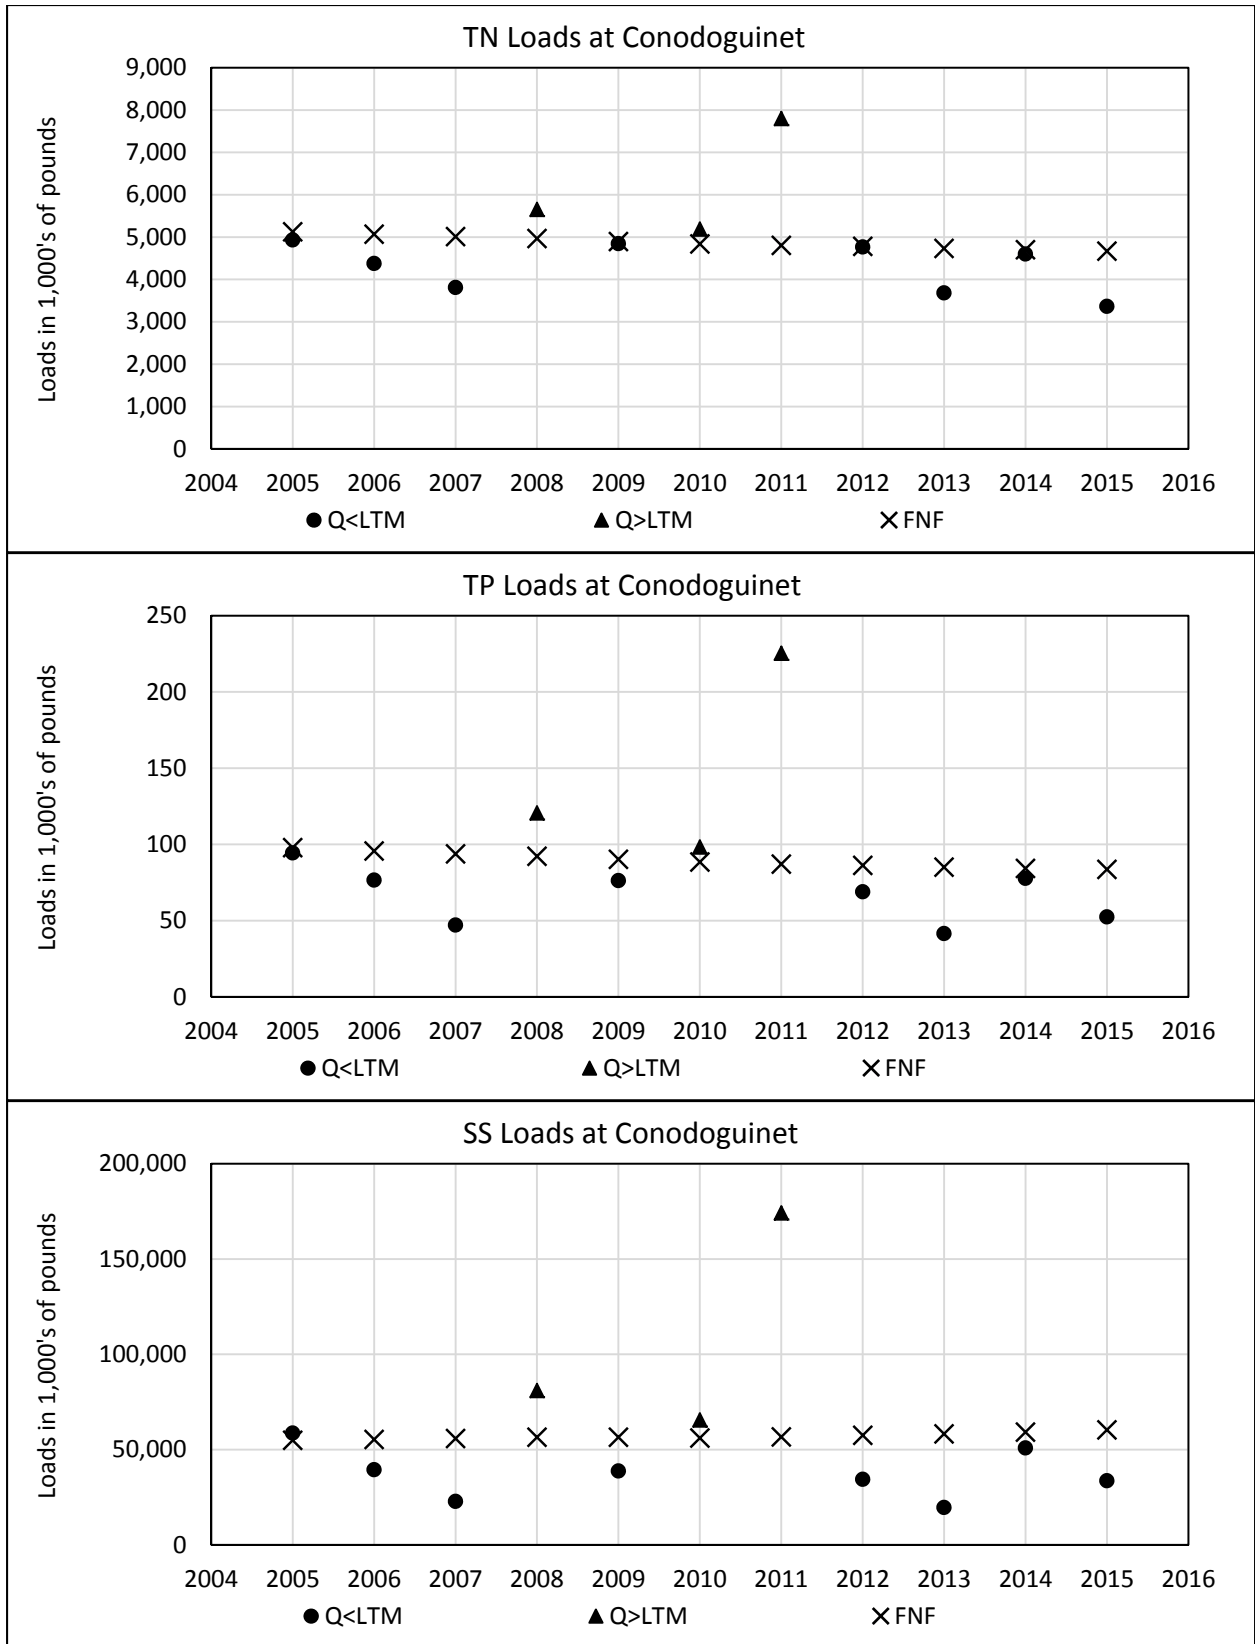 TN Loads at Conodoguinet
Loads in 1,000's of pounds
9,000
8,000
7,000
6,000
5,000
4,000
3,000
2,000
1,000
0
2004 2005 2006 2007 2008 2009 2010 2011 2012 2013 2014 2015 2016
Q<LTM Q>LTM FNF
TP Loads at Conodoguinet
Loads in 1,000's of pounds
250
200
150
100
50
0
2004 2005 2006 2007 2008 2009 2010 2011 2012 2013 2014 2015 2016
Q<LTM Q>LTM FNF
SS Loads at Conodoguinet
Loads in 1,000's of pounds
200,000
150,000
100,000
50,000
0
2004 2005 2006 2007 2008 2009 2010 2011 2012 2013 2014 2015 2016
Q<LTM Q>LTM FNF